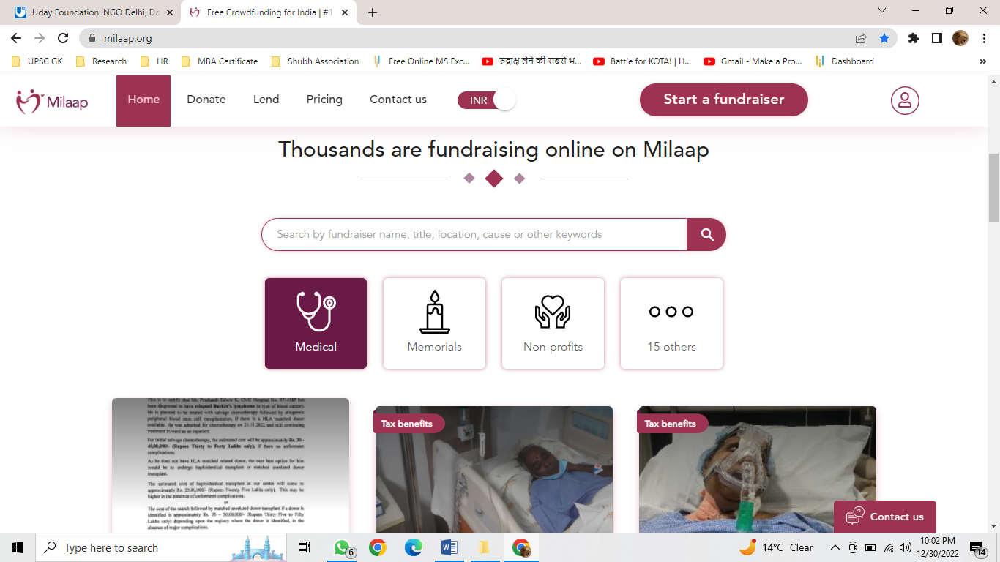 Uday Foundation: NGO Delhi, Do
Free Crowdfunding for India | #1
milaap.org
UPSC GK
Research
HR
MBA Certificate
Shubh Association
Free Online MS Exc...
रुद्राक्ष लेने की सबसे भ...
Battle for KOTA! | H...
Gmail - Make a Pro...
Dashboard
»
Milaap
Home
Donate
Lend
Pricing
Contact us
INR
Start a fundraiser
Thousands are fundraising online on Milaap
Search by fundraiser name, title, location, cause or other keywords
Medical
Memorials
Non-profits
15 others
This is to certify that Mr. Prashanth Edwin K, CMC Hospital No. has
been diagnosed to have relapsed Burkitt's lymphoma (a type of blood cancer).
He is planned to be treated with salvage chemotherapy followed by allogeneic
peripheral blood stem cell transplantation, if there is a HLA matched donor
available. He was admitted for chemotherapy on 21.11.2022 and still continuing
treatment in ward as an inpatient.
For initial salvage chemotherapy, the estimated cost will be approximately Rs. 30 –
40,00,000/- (Rupees Thirty to Forty Lakhs only), if there no unforeseen
complications.
As he does not have HLA matched related donor, the next best option for him
would be to undergo haploidentical transplant or matched unrelated donor
transplant.
The estimated cost of haploidentical transplant at our centre will come to
approximately Rs. 25,00,000/- (Rupees Twenty Five Lakhs only). This may be
higher in the presence of unforeseen complications.
or
The cost of the search followed by matched unrelated donor transplant if a donor is
identified is approximately Rs. 35 – 50,00,000/- (Rupees Thirty Five to Fifty
Lakhs only) depending upon the registry where the donor is identified, in the
absence of major complications.
Tax benefits
Tax benefits
Contact us
Type here to search
6
14°C Clear
10:02 PM
12/30/2022
14